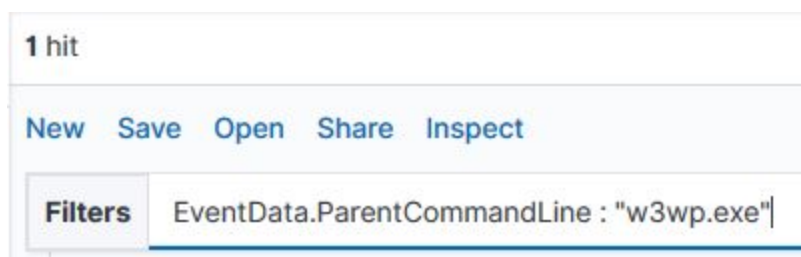 1 hit
New Save Open Share Inspect
Filters EventData.ParentCommandLine : "w3wp.exe"